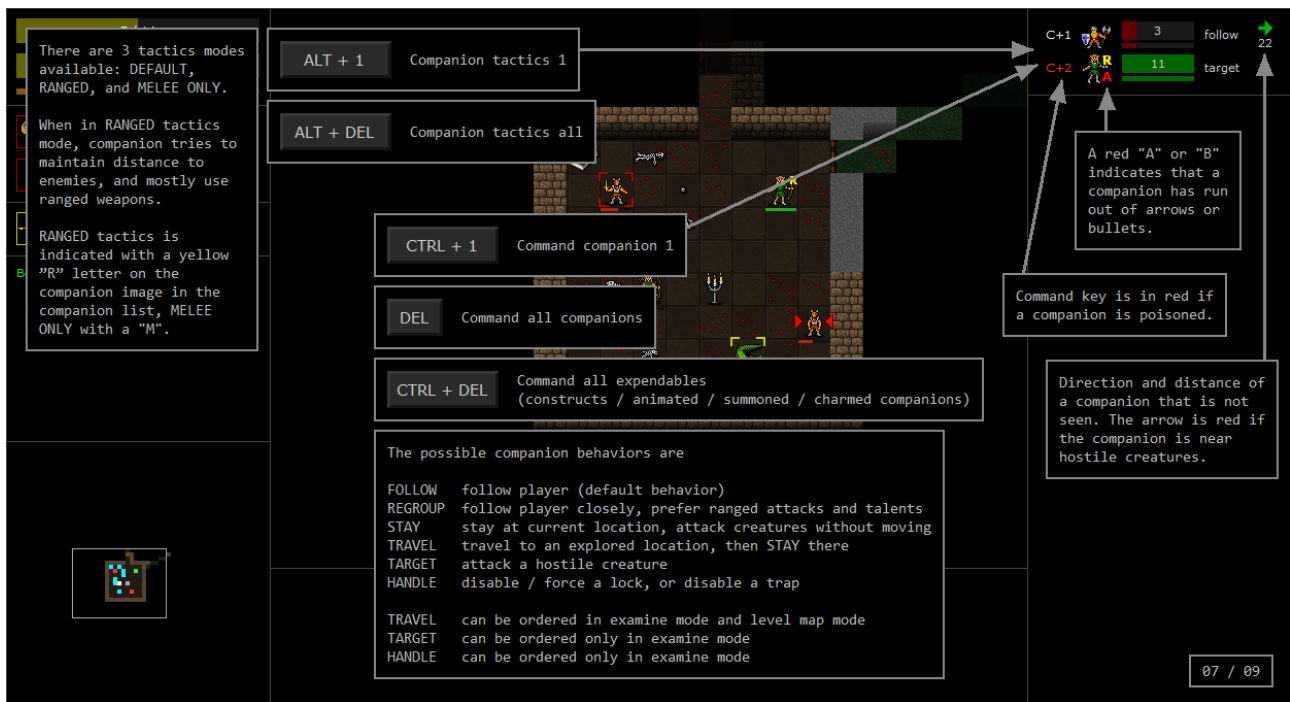 There are 3 tactics modes
available: DEFAULT,
RANGED, and MELEE ONLY.
When in RANGED tactics
mode, companion tries to
maintain distance to
enemies, and mostly use
ranged weapons.
RANGED tactics is
indicated with a yellow
”R” letter on the
companion image in the
companion list, MELEE
ONLY with a "M".
ALT + 1 Companion tactics 1
ALT + DEL Companion tactics all
CTRL + 1 Command companion 1
DEL Command all companions
CTRL + DEL Command all expendables
(constructs / animated / summoned / charmed companions)
The possible companion behaviors are
FOLLOW follow player (default behavior)
REGROUP follow player closely, prefer ranged attacks and talents
STAY stay at current location, attack creatures without moving
TRAVEL travel to an explored location, then STAY there
TARGET attack a hostile creature
HANDLE disable / force a lock, or disable a trap
TRAVEL can be ordered in examine mode and level map mode
TARGET can be ordered only in examine mode
HANDLE can be ordered only in examine mode
C+1 3 follow
22
C+2 R A 11 target
R
A red "A" or "B"
indicates that a
companion has run
out of arrows or
bullets.
Command key is in red if
a companion is poisoned.
Direction and distance of
a companion that is not
seen. The arrow is red if
the companion is near
hostile creatures.
07 / 09